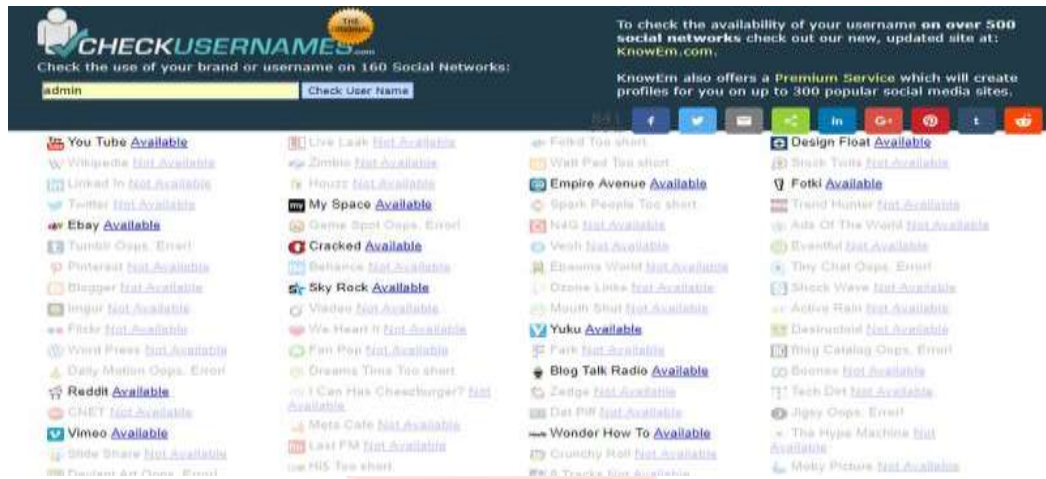 THE ORIGINAL
CHECKUSERNAMES.com
Check the use of your brand or username on 160 Social Networks:
admin
Check User Name
To check the availability of your username on over 500
social networks check out our new, updated site at:
KnowEm.com.
KnowEm also offers a Premium Service which will create
profiles for you on up to 300 popular social media sites.
You Tube Available
Wikipedia Not Available
Linked In Not Available
Twitter Not Available
Ebay Available
Tumblr Oops, Error!
Pinterest Not Available
Blogger Not Available
Imgur Not Available
Flickr Not Available
Word Press Not Available
Daily Motion Oops, Error!
Reddit Available
CNET Not Available
Vimeo Available
Slide Share Not Available
Deviant Art Oops, Error!
Live Leak Not Available
Zimbio Not Available
Houzz Not Available
My Space Available
Game Spot Oops, Error!
Cracked Available
Behance Not Available
Sky Rock Available
Viadeo Not Available
We Heart It Not Available
Fan Pop Not Available
Dreams Time Too short
I Can Has Cheezburger? Not
Available
Meta Cafe Not Available
Last FM Not Available
HI5 Too short
Folkd Too short
Watt Pad Too short
Empire Avenue Available
Spark People Too short
N4G Not Available
Veoh Not Available
Ebaums World Not Available
Ozone Links Not Available
Mouth Shut Not Available
Yuku Available
Fark Not Available
Blog Talk Radio Available
Zedge Not Available
Dat Piff Not Available
Wonder How To Available
Crunchy Roll Not Available
8 Tracks Not Available
Design Float Available
Stock Twits Not Available
Fotki Available
Trend Hunter Not Available
Ads Of The World Not Available
Eventful Not Available
Tiny Chat Oops, Error!
Shock Wave Not Available
Active Rain Not Available
Destructoid Not Available
Blog Catalog Oops, Error!
Boonex Not Available
Tech Dirt Not Available
Jigsy Oops, Error!
The Hype Machine Not
Available
Moby Picture Not Available